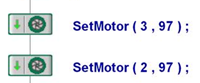 SetMotor ( 3 , 97 ) ;
SetMotor ( 2 , 97 ) ;